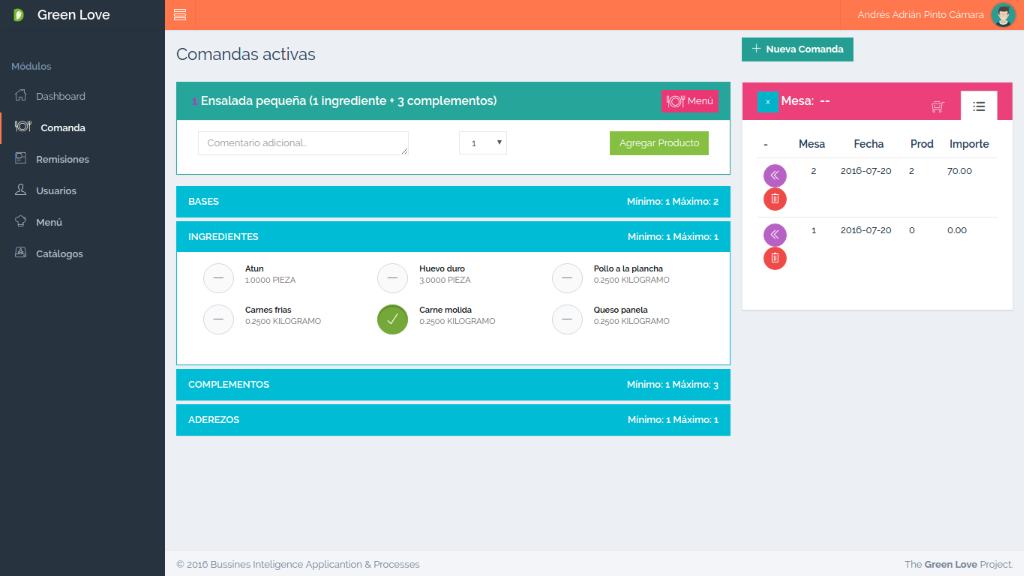 Green Love
Andrés Adrián Pinto Cámara
Módulos
Dashboard
Comanda
Remisiones
Usuarios
Menú
Catálogos
Comandas activas
+ Nueva Comanda
1 Ensalada pequeña (1 ingrediente + 3 complementos)
Menú
Comentario adicional..
1
Agregar Producto
BASES Mínimo: 1 Máximo: 2
INGREDIENTES Mínimo: 1 Máximo: 1
Atun
1.0000 PIEZA
Huevo duro
3.0000 PIEZA
Pollo a la plancha
0.2500 KILOGRAMO
Carnes frías
0.2500 KILOGRAMO
Carne molida
0.2500 KILOGRAMO
Queso panela
0.2500 KILOGRAMO
COMPLEMENTOS Mínimo: 1 Máximo: 3
ADEREZOS Mínimo: 1 Máximo: 1
x Mesa: --
- Mesa Fecha Prod Importe
2 2016-07-20 2 70.00
1 2016-07-20 0 0.00
© 2016 Bussines Inteligence Applicantion & Processes
The Green Love Project.